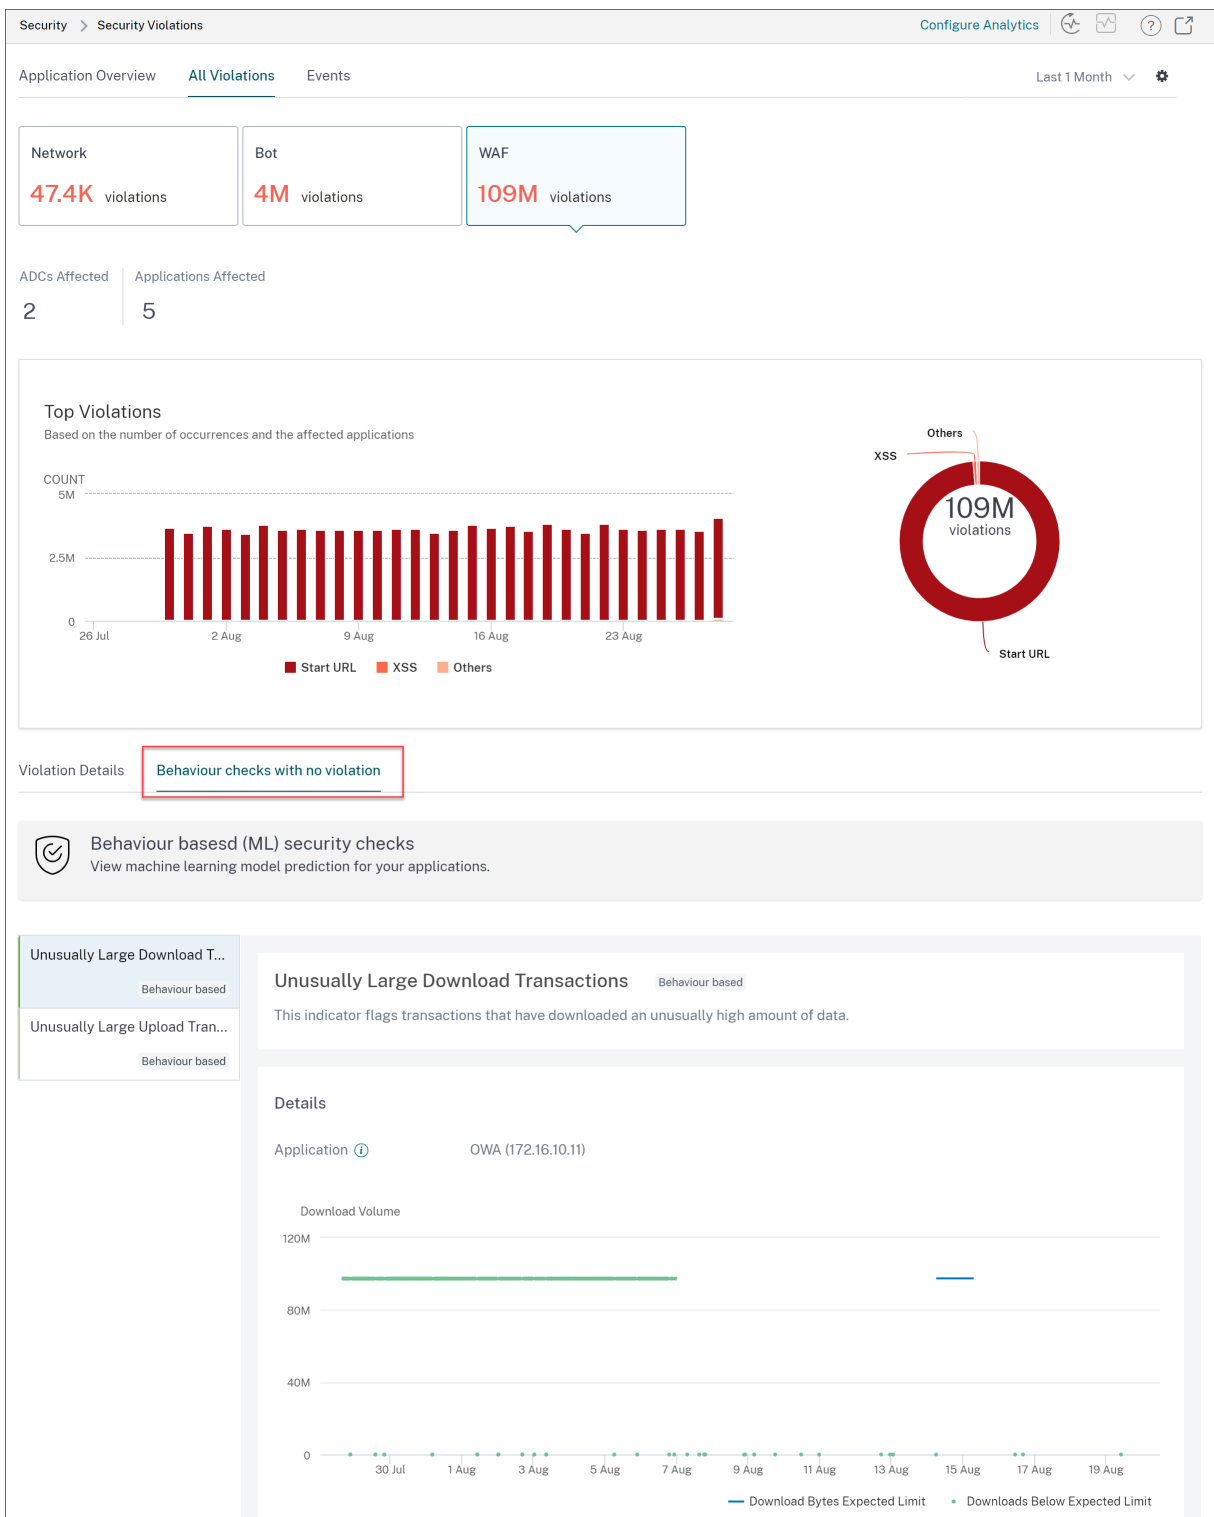 Security > Security Violations
Configure Analytics
Application Overview All Violations Events
Last 1 Month
Network
47.4K violations
Bot
4M violations
WAF
109M violations
ADCs Affected
2
Applications Affected
5
Top Violations
Based on the number of occurrences and the affected applications
COUNT
5M
2.5M
0
26 Jul 2 Aug 9 Aug 16 Aug 23 Aug
Start URL XSS Others
Others
XSS
109M
violations
Start URL
Violation Details Behaviour checks with no violation
Behaviour basesd (ML) security checks
View machine learning model prediction for your applications.
Unusually Large Download T...
Behaviour based
Unusually Large Upload Tran...
Behaviour based
Unusually Large Download Transactions Behaviour based
This indicator flags transactions that have downloaded an unusually high amount of data.
Details
Application i OWA (172.16.10.11)
Download Volume
120M
80M
40M
0
30 Jul 1 Aug 3 Aug 5 Aug 7 Aug 9 Aug 11 Aug 13 Aug 15 Aug 17 Aug 19 Aug
Download Bytes Expected Limit Downloads Below Expected Limit